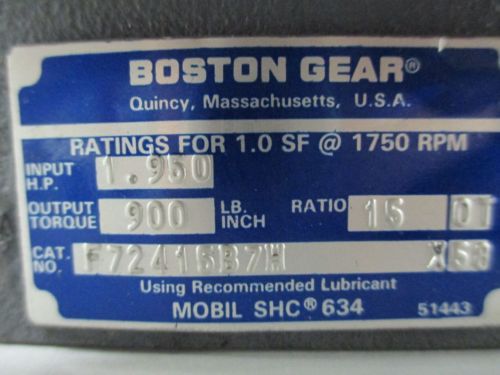 BOSTON GEAR®
Quincy, Massachusetts, U.S.A.
RATINGS FOR 1.0 SF @ 1750 RPM
INPUT H.P. 1.950
OUTPUT TORQUE 900 LB. INCH RATIO 15 DT
CAT. NO. F72415B7H X58
Using Recommended Lubricant
MOBIL SHC® 634 51443